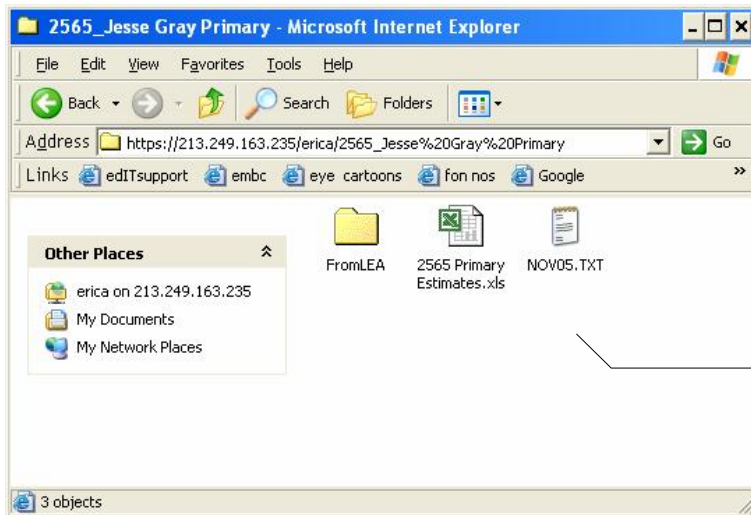 2565_Jesse Gray Primary - Microsoft Internet Explorer
File Edit View Favorites Tools Help
Back Search Folders
Address https://213.249.163.235/erica/2565_Jesse%20Gray%20Primary Go
Links edITsupport embc eye cartoons fon nos Google »
Other Places
erica on 213.249.163.235
My Documents
My Network Places
FromLEA
2565 Primary
Estimates.xls
NOV05.TXT
3 objects